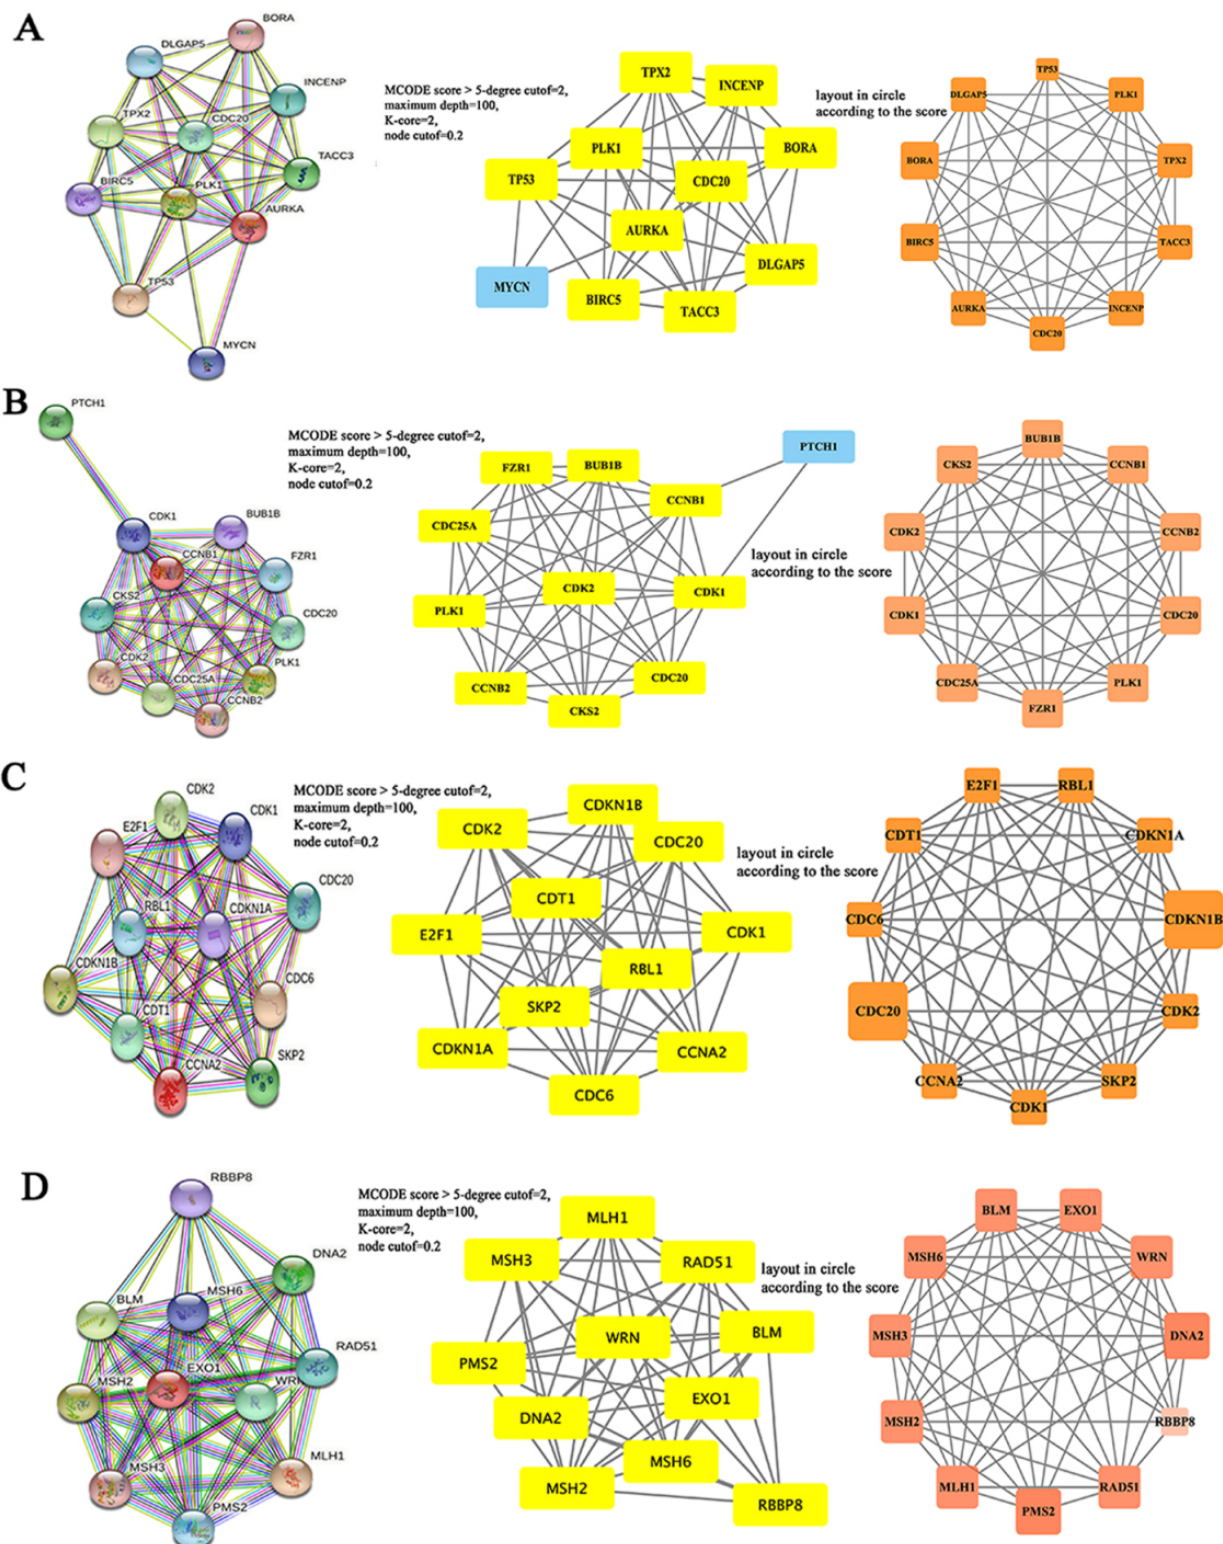 A
BORA
DLGAP5
INCENP
TPX2
CDC20
TACC3
BIRC5
PLK1
AURKA
TP53
MYCN
MCODE score > 5-degree cutof=2,
maximum depth=100,
K-core=2,
node cutof=0.2
TPX2
INCENP
PLK1
BORA
TP53
CDC20
AURKA
DLGAP5
MYCN
BIRC5
TACC3
layout in circle
according to the score
TP53
DLGAP5
PLK1
BORA
TPX2
BIRC5
TACC3
AURKA
INCENP
CDC20
B
PTCH1
CDK1
BUB1B
CCNB1
FZR1
CKS2
CDC20
CDK2
PLK1
CDC25A
CCNB2
MCODE score > 5-degree cutof=2,
maximum depth=100,
K-core=2,
node cutof=0.2
PTCH1
FZR1
BUB1B
CCNB1
CDC25A
CDK2
CDK1
PLK1
CCNB2
CDC20
CKS2
layout in circle
according to the score
BUB1B
CKS2
CCNB1
CDK2
CCNB2
CDK1
CDC20
CDC25A
PLK1
FZR1
C
CDK2
CDK1
E2F1
CDC20
RBL1
CDKN1A
CDKN1B
CDC6
CDT1
CCNA2
SKP2
MCODE score > 5-degree cutof=2,
maximum depth=100,
K-core=2,
node cutof=0.2
CDKN1B
CDK2
CDC20
CDT1
E2F1
CDK1
RBL1
SKP2
CDKN1A
CCNA2
CDC6
layout in circle
according to the score
E2F1
RBL1
CDT1
CDKN1A
CDC6
CDKN1B
CDC20
CDK2
CCNA2
SKP2
CDK1
D
RBBP8
DNA2
BLM
MSH6
RAD51
EXO1
MSH2
WRN
MLH1
MSH3
PMS2
MCODE score > 5-degree cutof=2,
maximum depth=100,
K-core=2,
node cutof=0.2
MLH1
MSH3
RAD51
WRN
BLM
PMS2
EXO1
DNA2
MSH6
MSH2
RBBP8
layout in circle
according to the score
BLM
EXO1
MSH6
WRN
MSH3
DNA2
MSH2
RBBP8
MLH1
RAD51
PMS2